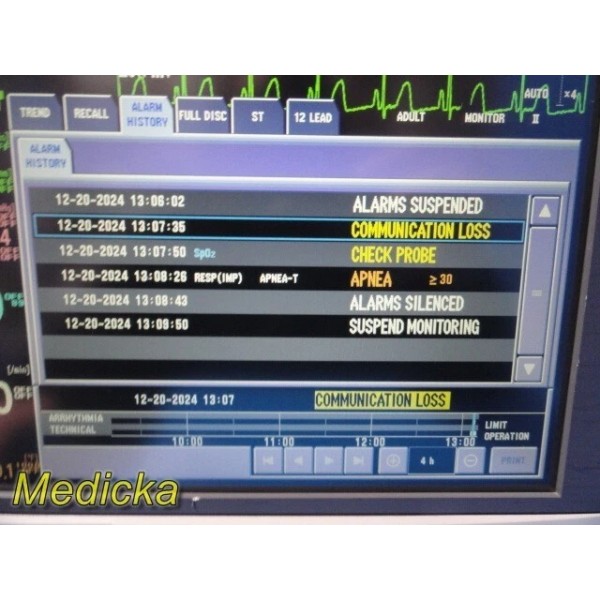 AUTO x4
ADULT MONITOR II
TREND RECALL ALARM HISTORY FULL DISC ST 12 LEAD
ALARM HISTORY
12-20-2024 13:06:02 ALARMS SUSPENDED
12-20-2024 13:07:35 COMMUNICATION LOSS
12-20-2024 13:07:50 SpO2 CHECK PROBE
12-20-2024 13:08:26 RESP(IMP) APNEA-T APNEA ≥30
12-20-2024 13:08:43 ALARMS SILENCED
12-20-2024 13:09:50 SUSPEND MONITORING
12-20-2024 13:07 COMMUNICATION LOSS
ARRHYTHMIA
TECHNICAL
LIMIT
OPERATION
10:00 11:00 12:00 13:00
4 h PRINT
Medicka